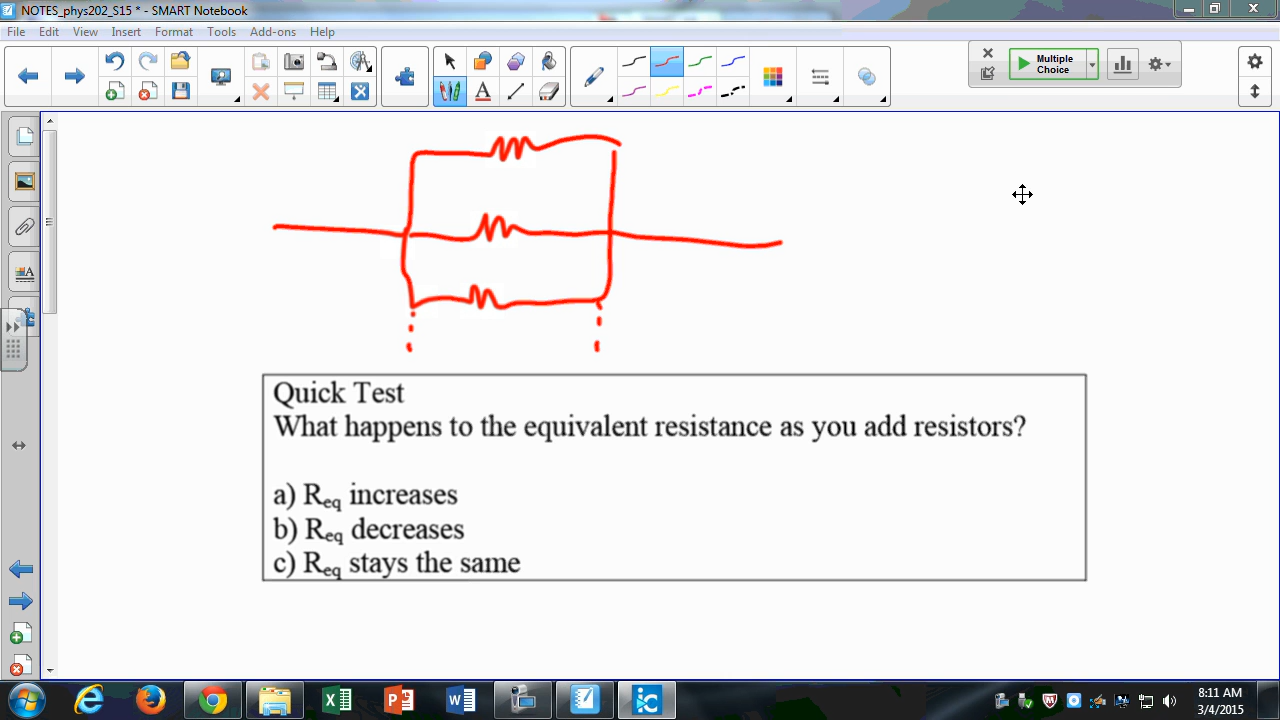 NOTES_phys202_S15 * - SMART Notebook
File Edit View Insert Format Tools Add-ons Help
Multiple
Choice
Quick Test
What happens to the equivalent resistance as you add resistors?
a) Req increases
b) Req decreases
c) Req stays the same
8:11 AM
3/4/2015